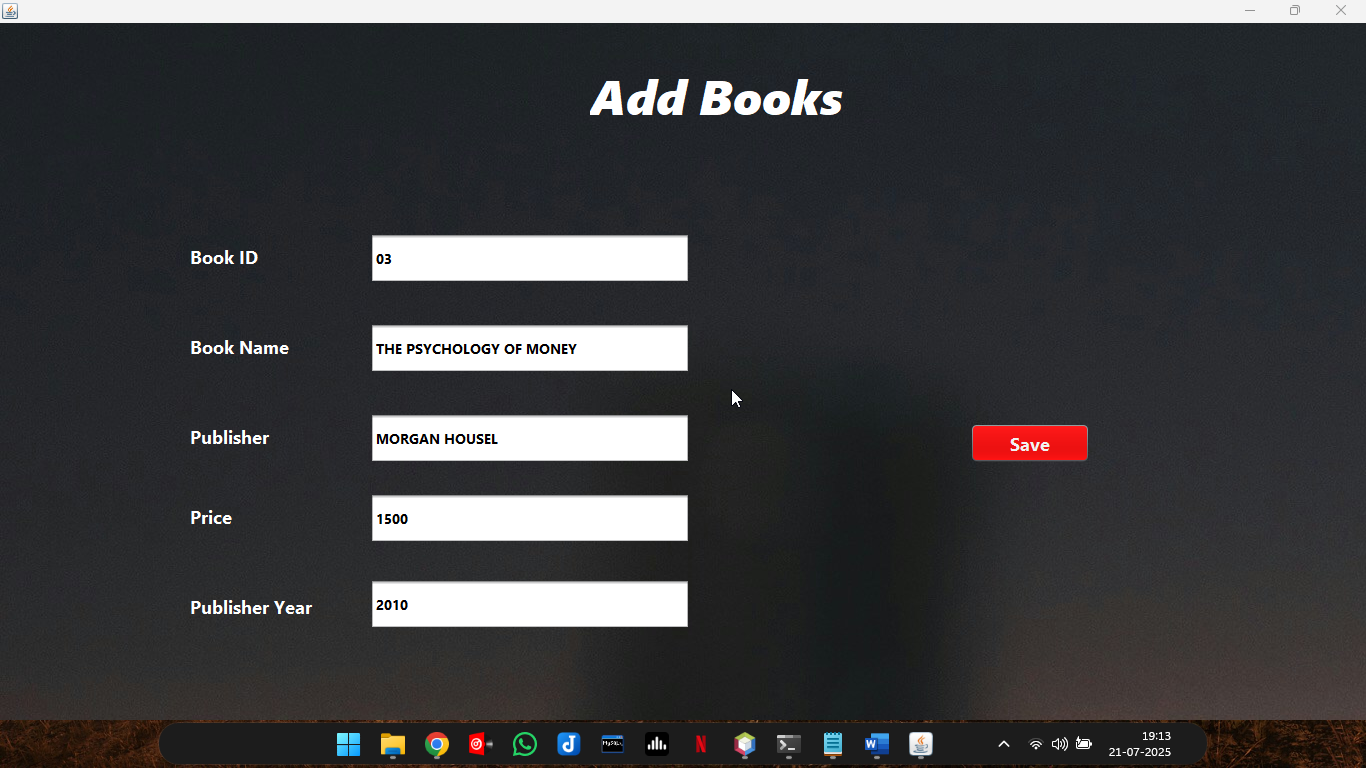 Add Books
Book ID
03
Book Name
THE PSYCHOLOGY OF MONEY
Publisher
MORGAN HOUSEL
Save
Price
1500
Publisher Year
2010
MySQL
N
W
19:13
21-07-2025